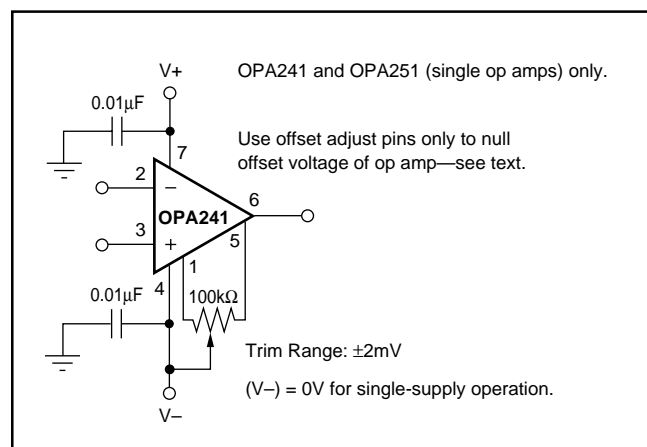 V+
OPA241 and OPA251 (single op amps) only.
0.01µF
Use offset adjust pins only to null
offset voltage of op amp—see text.
7
2
−
6
OPA241
3
+
5
1
4
100kΩ
0.01µF
Trim Range: ±2mV
(V–) = 0V for single-supply operation.
V–